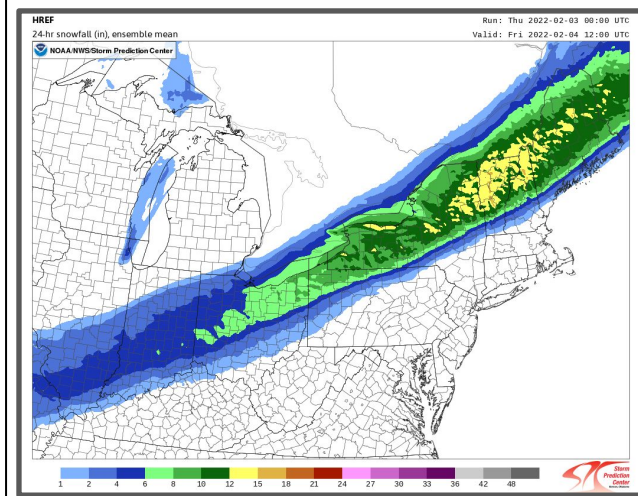 HREF
Run: Thu 2022-02-03 00:00 UTC
24-hr snowfall (in), ensemble mean
Valid: Fri 2022-02-04 12:00 UTC
NOAA/NWS/Storm Prediction Center
1 2 4 6 8 10 12 15 18 21 24 27 30 33 36 42 48
Storm
Prediction
Center